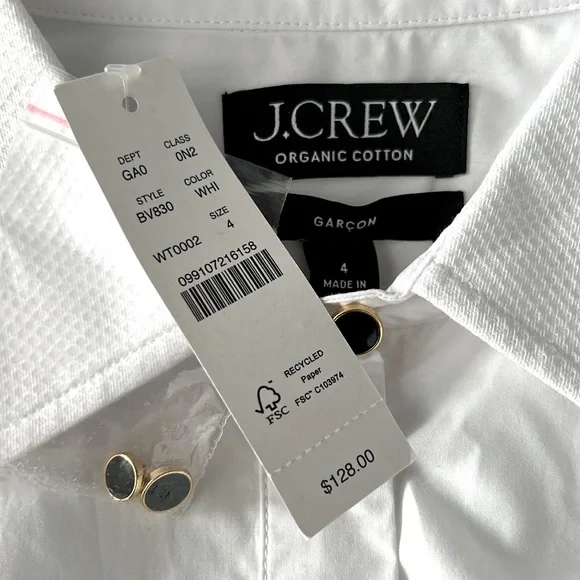 J.CREW
ORGANIC COTTON
GARÇON
4
MADE IN
DEPT CLASS
GA0 0N2
STYLE COLOR
BV830 WHI
SIZE
WT0002 4
099107216158
RECYCLED
Paper
FSC™ C103974
FSC
$128.00